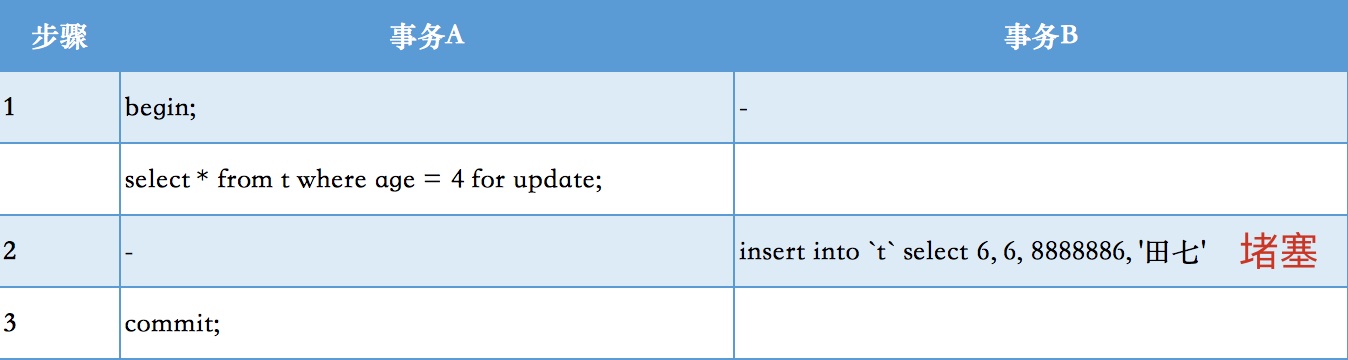 步骤 事务A 事务B
1 begin; -
select * from t where age = 4 for update;
2 - insert into `t` select 6, 6, 8888886, '田七' 堵塞
3 commit;